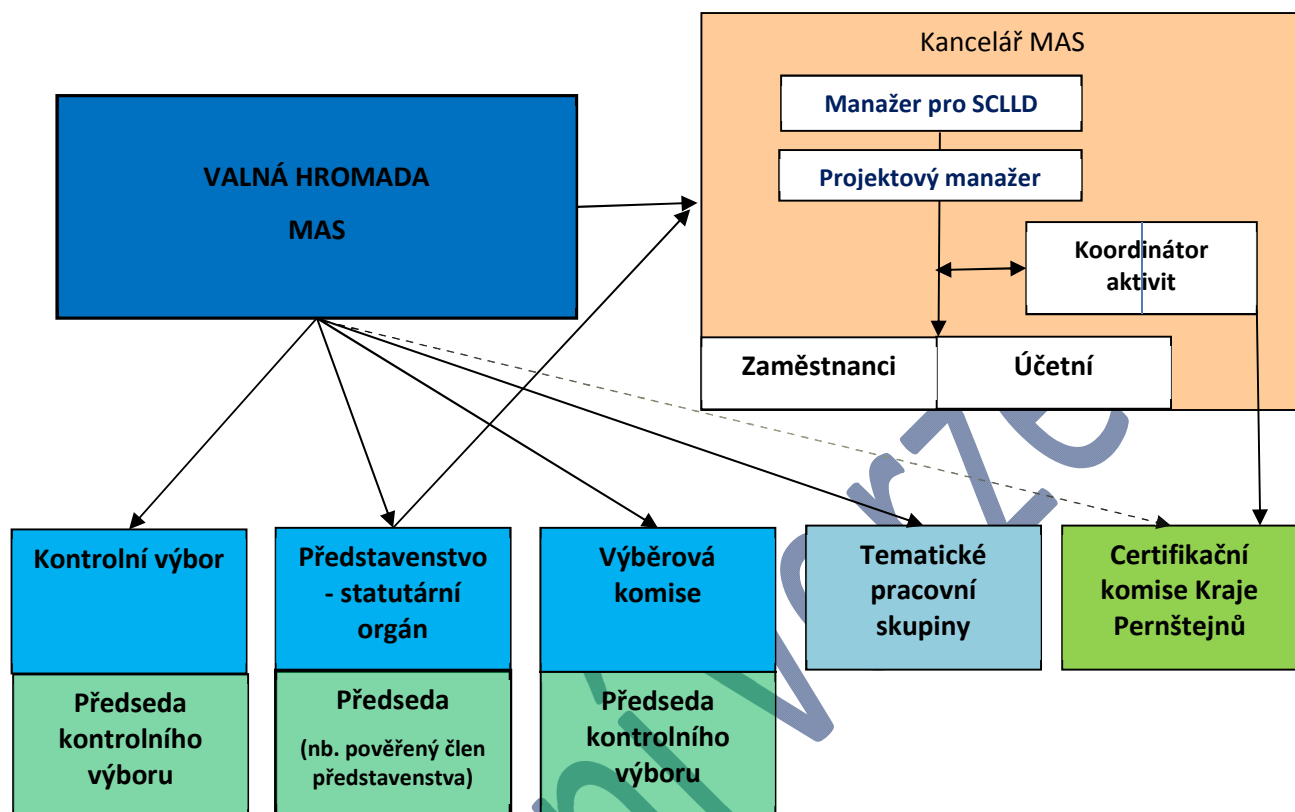 Kancelář MAS
Manažer pro SCLLD
Projektový manažer
VALNÁ HROMADA
MAS
Koordinátor
aktivit
Zaměstnanci
Účetní
Kontrolní výbor
Představenstvo
- statutární
orgán
Výběrová
komise
Tematické
pracovní
skupiny
Certifikační
komise Kraje
Pernštejnů
Předseda
kontrolního
výboru
Předseda
(nb. pověřený člen
představenstva)
Předseda
kontrolního
výboru